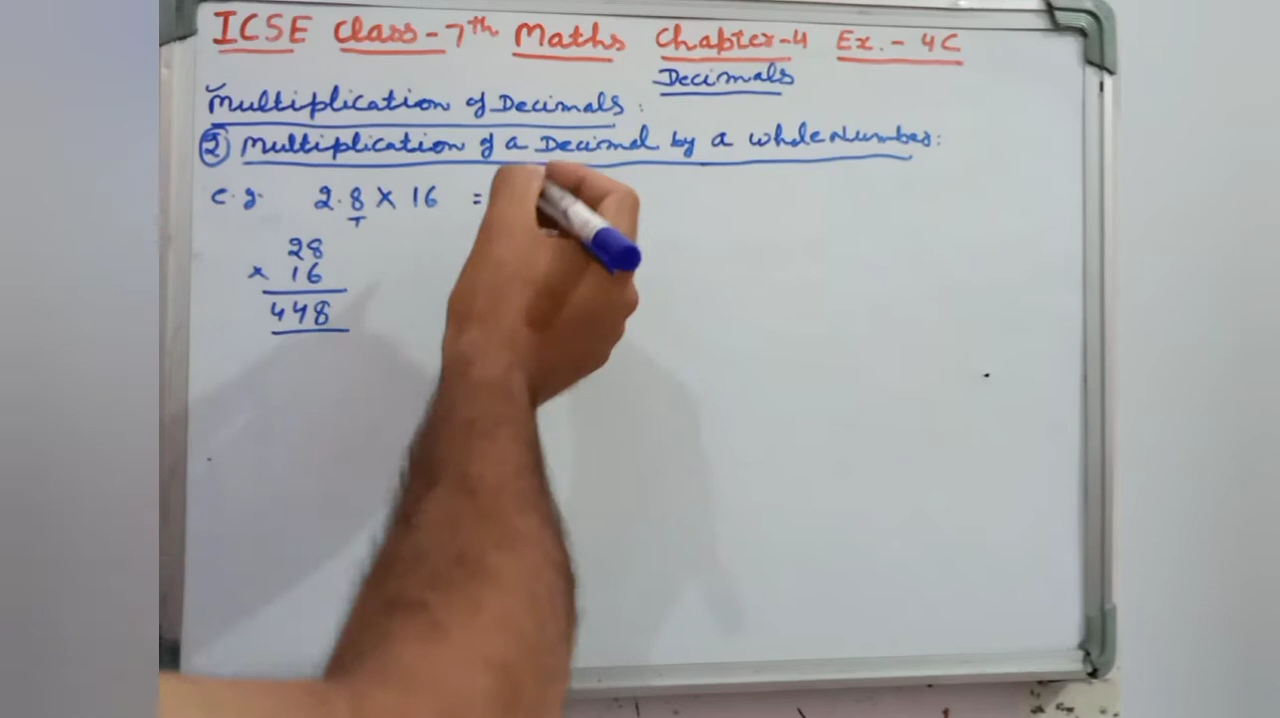 ICSE Class-7th Maths Chapter-4 Ex.- 4C
Decimals
Multiplication of Decimals:
② Multiplication of a Decimal by a whole Number:
e.g. 2.8 × 16 =
T
28
× 16
448